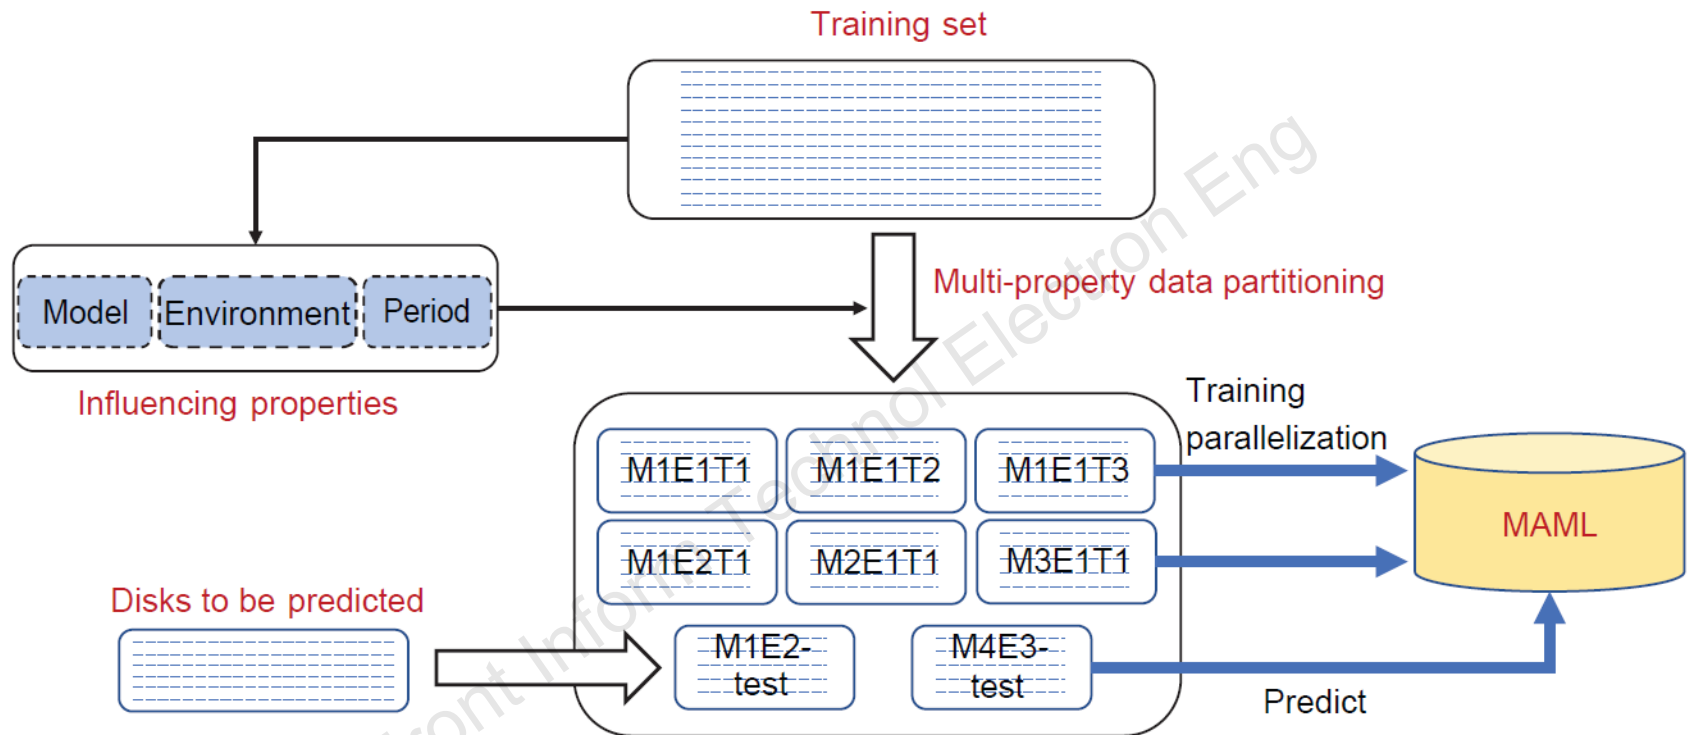 Training set
Multi-property data partitioning
Model
Environment
Period
Influencing properties
Training
parallelization
M1E1T1
M1E1T2
M1E1T3
M1E2T1
M2E1T1
M3E1T1
MAML
Disks to be predicted
M1E2-
test
M4E3-
test
Predict
ront Inform Technol Electron Eng